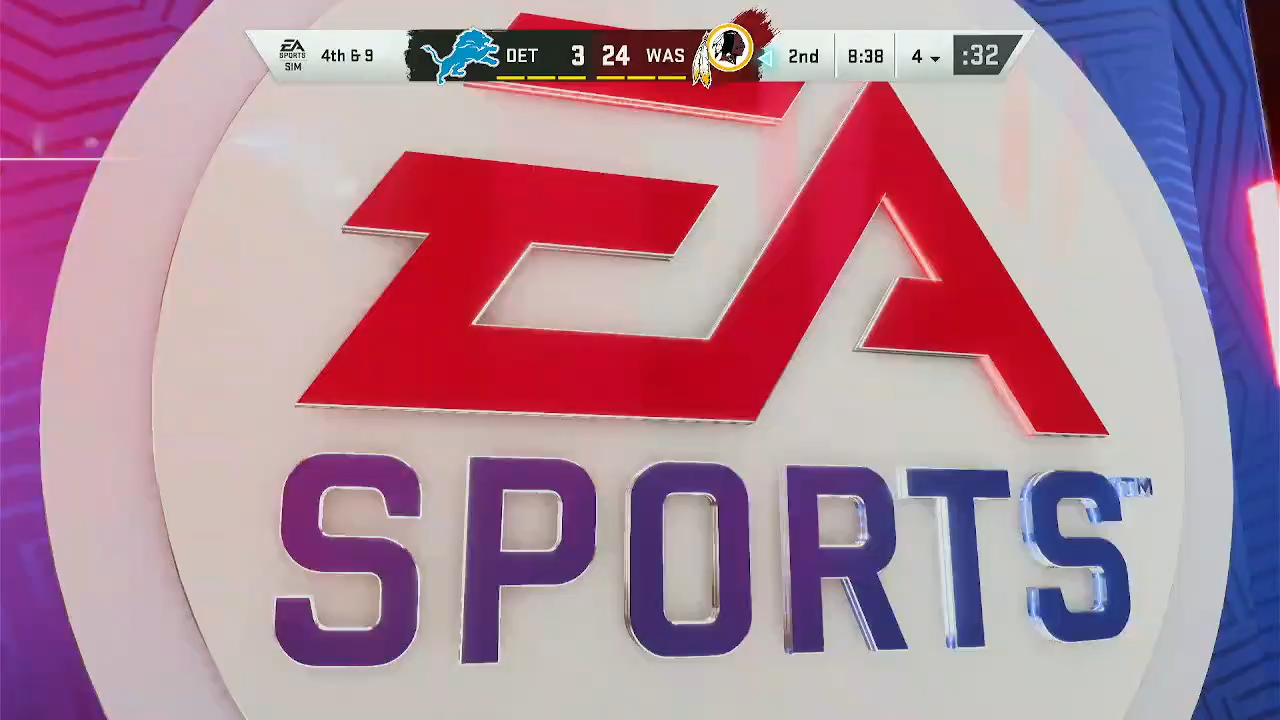 EA SPORTS SIM 4th & 9 DET 3 24 WAS 2nd 8:38 4 :32
EA
SPORTS™